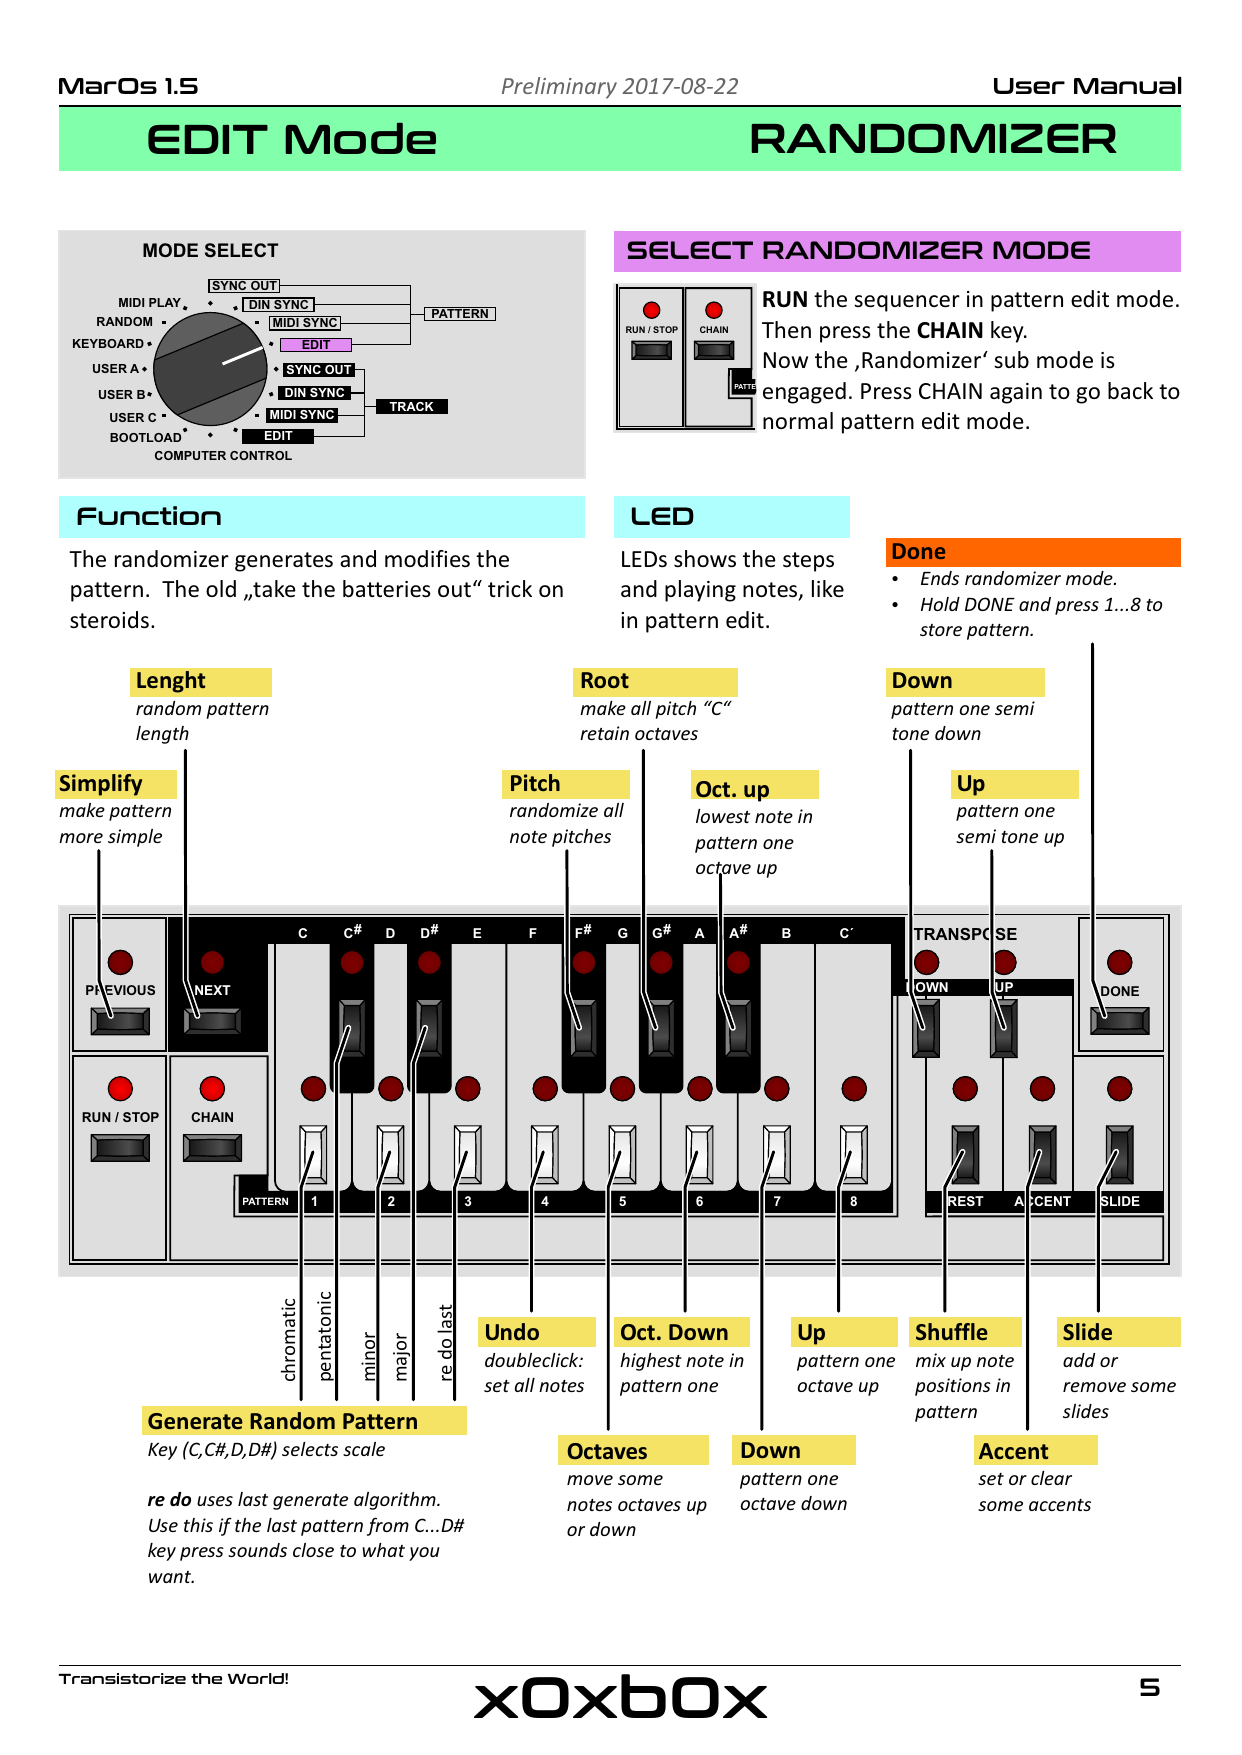 MarOs 1.5
Preliminary 2017-08-22
User Manual
EDIT Mode
RANDOMIZER
MODE SELECT
SYNC OUT
DIN SYNC
MIDI SYNC
EDIT
PATTERN
SYNC OUT
DIN SYNC
MIDI SYNC
EDIT
TRACK
MIDI PLAY
RANDOM
KEYBOARD
USER A
USER B
USER C
BOOTLOAD
COMPUTER CONTROL
SELECT RANDOMIZER MODE
RUN / STOP
CHAIN
PATTE
RUN the sequencer in pattern edit mode.
Then press the CHAIN key.
Now the ‚Randomizer‘ sub mode is
engaged. Press CHAIN again to go back to
normal pattern edit mode.
Function
The randomizer generates and modifies the
pattern.  The old „take the batteries out“ trick on
steroids.
LED
LEDs shows the steps
and playing notes, like
in pattern edit.
Done
• Ends randomizer mode.
• Hold DONE and press 1...8 to
store pattern.
Lenght
random pattern
length
Root
make all pitch “C“
retain octaves
Down
pattern one semi
tone down
Simplify
make pattern
more simple
Pitch
randomize all
note pitches
Oct. up
lowest note in
pattern one
octave up
Up
pattern one
semi tone up
C C# D D# E F F# G G# A A# B C´
TRANSPOSE
PREVIOUS
NEXT
DOWN
UP
DONE
RUN / STOP
CHAIN
PATTERN 1 2 3 4 5 6 7 8
REST
ACCENT
SLIDE
chromatic
pentatonic
minor
major
re do last
Undo
doubleclick:
set all notes
Oct. Down
highest note in
pattern one
Up
pattern one
octave up
Shuffle
mix up note
positions in
pattern
Slide
add or
remove some
slides
Generate Random Pattern
Key (C,C#,D,D#) selects scale
re do uses last generate algorithm.
Use this if the last pattern from C...D#
key press sounds close to what you
want.
Octaves
move some
notes octaves up
or down
Down
pattern one
octave down
Accent
set or clear
some accents
Transistorize the World!
x0xb0x
5